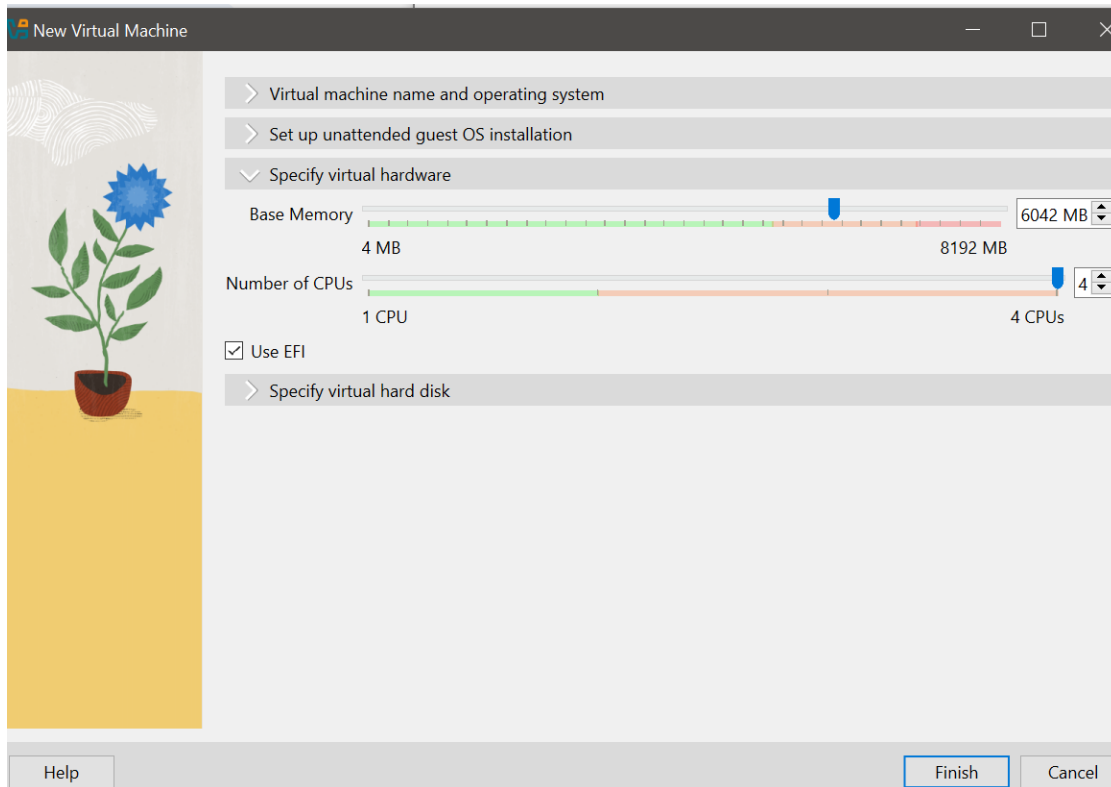 New Virtual Machine
Virtual machine name and operating system
Set up unattended guest OS installation
Specify virtual hardware
Base Memory 6042 MB
4 MB 8192 MB
Number of CPUs 4
1 CPU 4 CPUs
Use EFI
Specify virtual hard disk
Help Finish Cancel